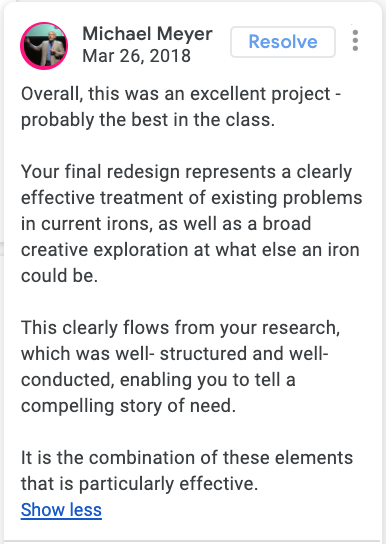 Michael Meyer
Mar 26, 2018
Resolve
Overall, this was an excellent project -
probably the best in the class.
Your final redesign represents a clearly
effective treatment of existing problems
in current irons, as well as a broad
creative exploration at what else an iron
could be.
This clearly flows from your research,
which was well- structured and well-
conducted, enabling you to tell a
compelling story of need.
It is the combination of these elements
that is particularly effective.
Show less